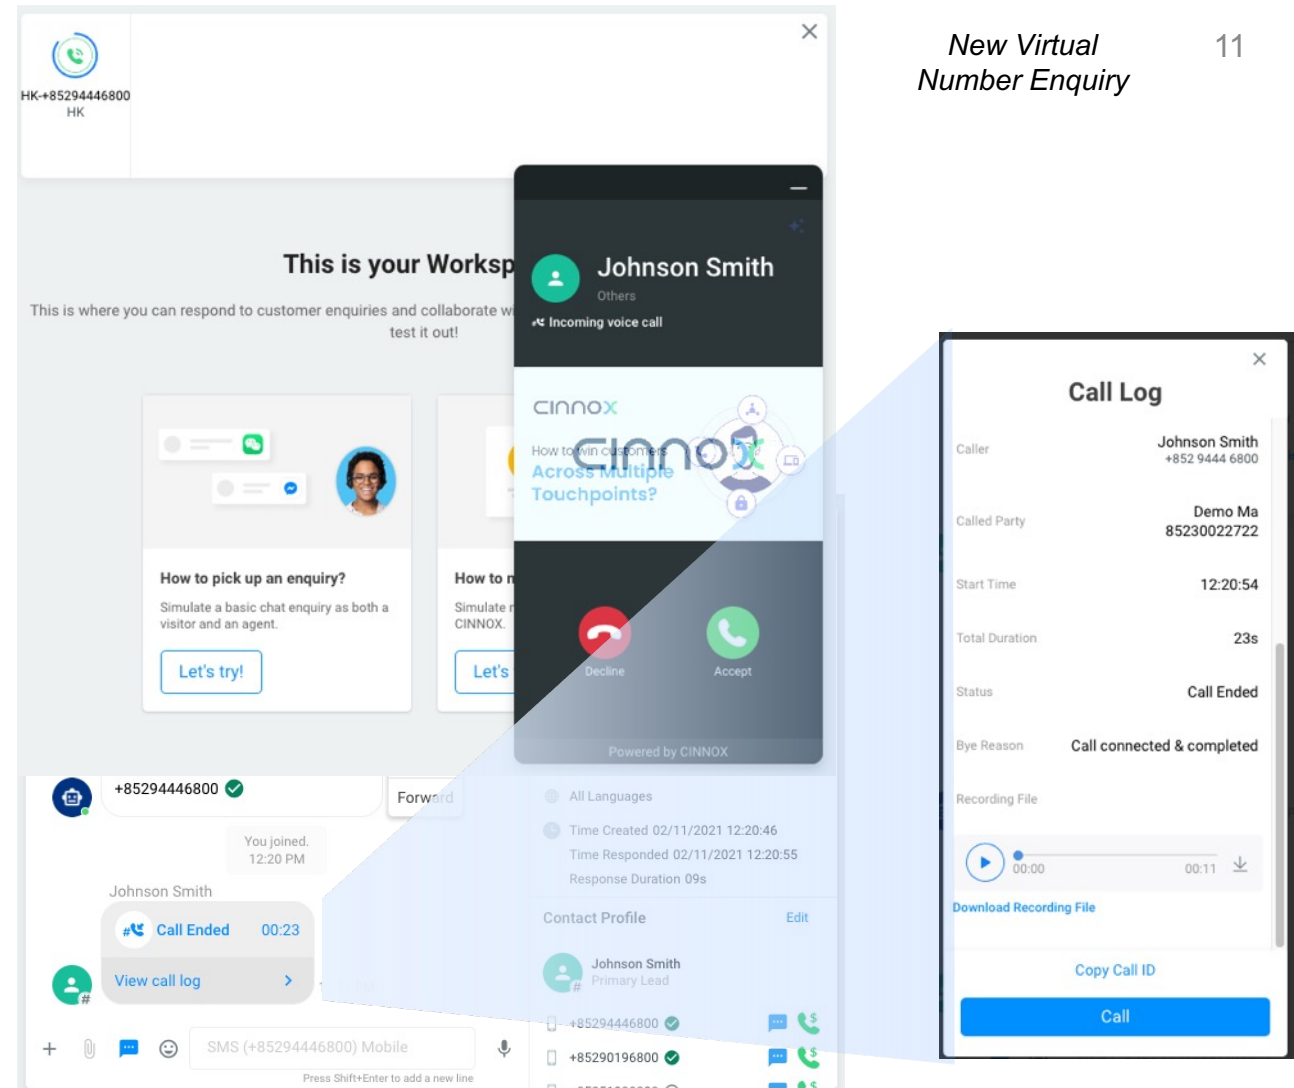 New Virtual
Number Enquiry
11
HK-+85294446800
HK
This is your Worksp
This is where you can respond to customer enquiries and collaborate w
test it out!
How to pick up an enquiry?
Simulate a basic chat enquiry as both a
visitor and an agent.
Let's try!
How to n
Simulate
CINNOX.
Let's
Johnson Smith
Others
Incoming voice call
CINNOX
How to win customers
Across Multiple
Touchpoints?
CINNOX
Decline
Accept
Powered by CINNOX
+85294446800
Forward
You joined.
12:20 PM
Johnson Smith
# Call Ended 00:23
View call log
#
SMS (+85294446800) Mobile
Press Shift+Enter to add a new line
All Languages
Time Created 02/11/2021 12:20:46
Time Responded 02/11/2021 12:20:55
Response Duration 09s
Contact Profile Edit
Johnson Smith
Primary Lead
#
+85294446800
+85290196800
Call Log
Caller Johnson Smith
+852 9444 6800
Called Party Demo Ma
85230022722
Start Time 12:20:54
Total Duration 23s
Status Call Ended
Bye Reason Call connected & completed
Recording File
00:00 00:11
Download Recording File
Copy Call ID
Call